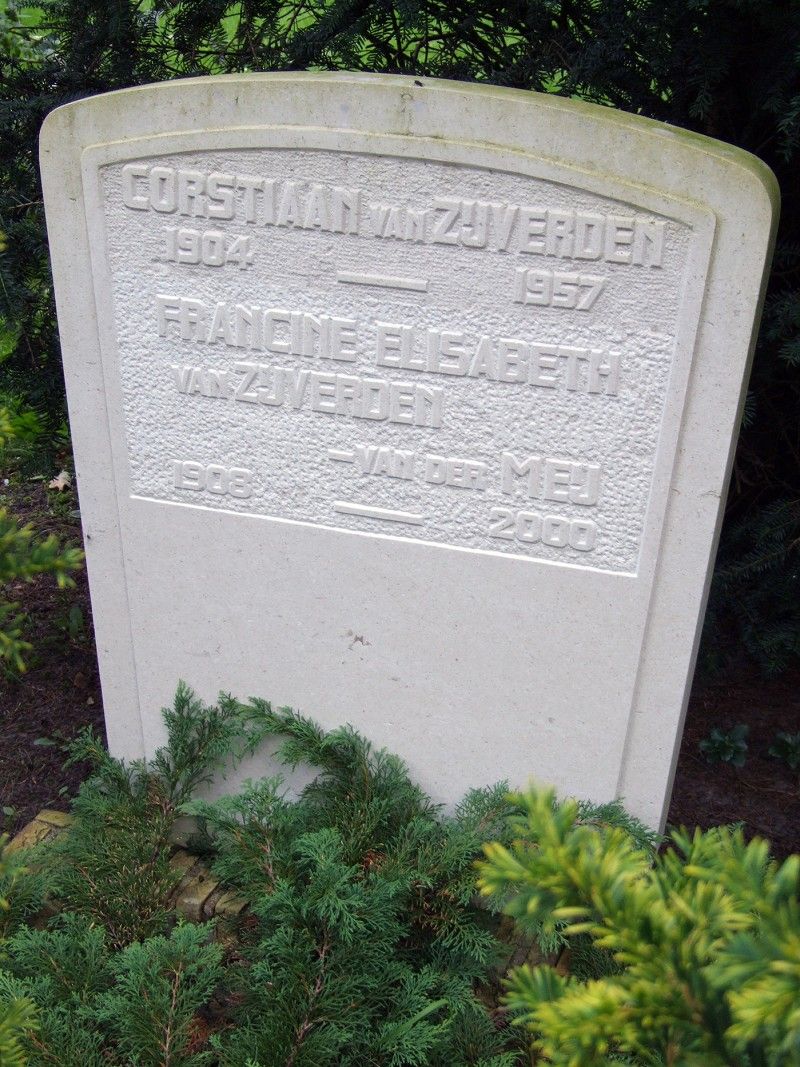 CORSTIAAN VAN ZIJVERDEN
1904 — 1957
FRANCINE ELISABETH
VAN ZIJVERDEN
– VAN DER MEIJ
1908 — 2000